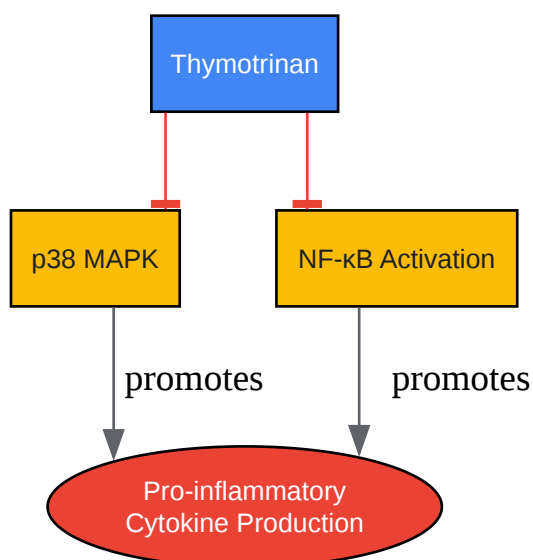 Thymotrinan
p38 MAPK
NF-κB Activation
promotes
promotes
Pro-inflammatory
Cytokine Production